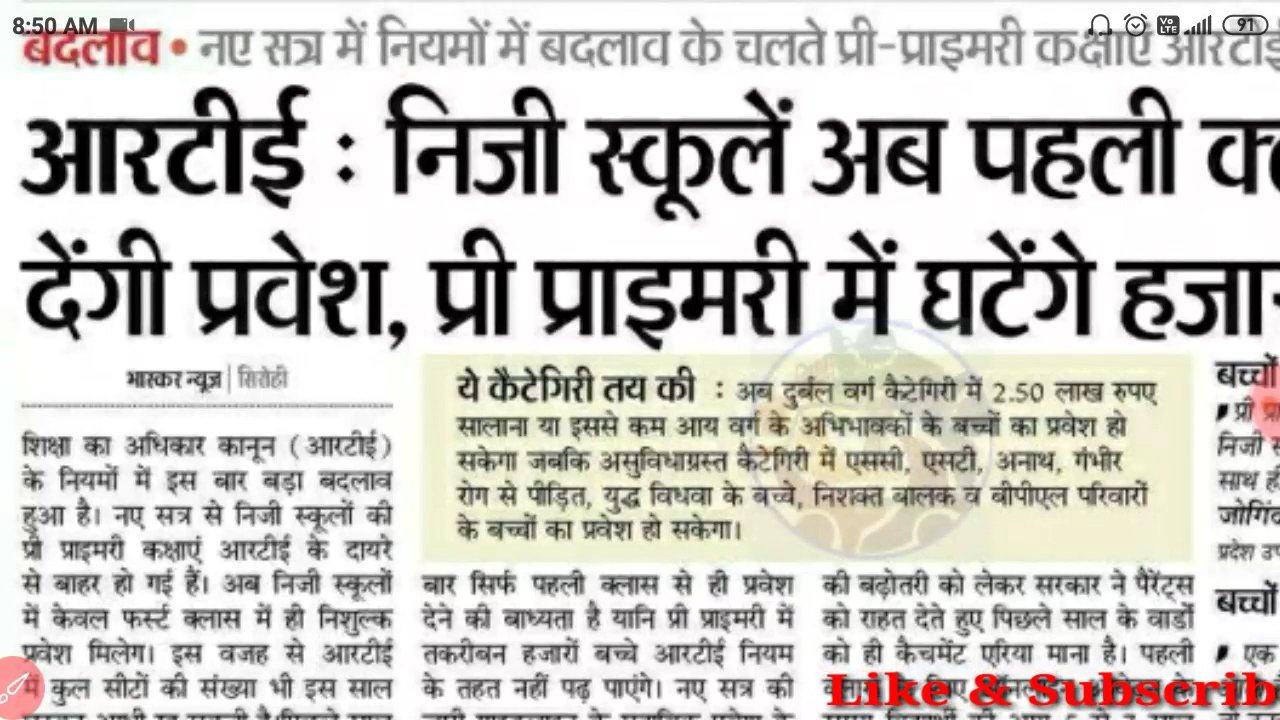 8:50 AM
91
बदलाव • नए सत्र में नियमों में बदलाव के चलते प्री-प्राइमरी कक्षाएं आरटीई
आरटीई : निजी स्कूलें अब पहली
देंगी प्रवेश, प्री प्राइमरी में घटेंगे
भास्कर न्यूज | सिरोही
शिक्षा का अधिकार कानून (आरटीई)
के नियमों में इस बार बड़ा बदलाव
हुआ है। नए सत्र से निजी स्कूलों की
प्री प्राइमरी कक्षाएं आरटीई के दायरे
से बाहर हो गई हैं। अब निजी स्कूलों
में केवल फर्स्ट क्लास में ही निशुल्क
प्रवेश मिलेग। इस वजह से आरटीई
में कुल सीटों की संख्या भी इस साल
ये कैटेगिरी तय की : अब दुर्बल वर्ग कैटेगिरी में 2.50 लाख रुपए
सालाना या इससे कम आय वर्ग के अभिभावकों के बच्चों का प्रवेश हो
सकेगा जबकि असुविधाग्रस्त कैटेगिरी में एससी, एसटी, अनाथ, गंभीर
रोग से पीड़ित, युद्ध विधवा के बच्चे, निशक्त बालक व बीपीएल परिवारों
के बच्चों का प्रवेश हो सकेगा।
बार सिर्फ पहली क्लास से ही प्रवेश
देने की बाध्यता है यानि प्री प्राइमरी में
तकरीबन हजारों बच्चे आरटीई नियम
के तहत नहीं पढ़ पाएंगे। नए सत्र की
की बढ़ोतरी को लेकर सरकार ने पैरेंट्स
को राहत देते हुए पिछले साल के वार्डों
को ही कैचमेंट एरिया माना है। पहली
बच्चों
प्री
निजी
साथ ही
प्रदेश
बच्चों
एक
Like & Subscrib